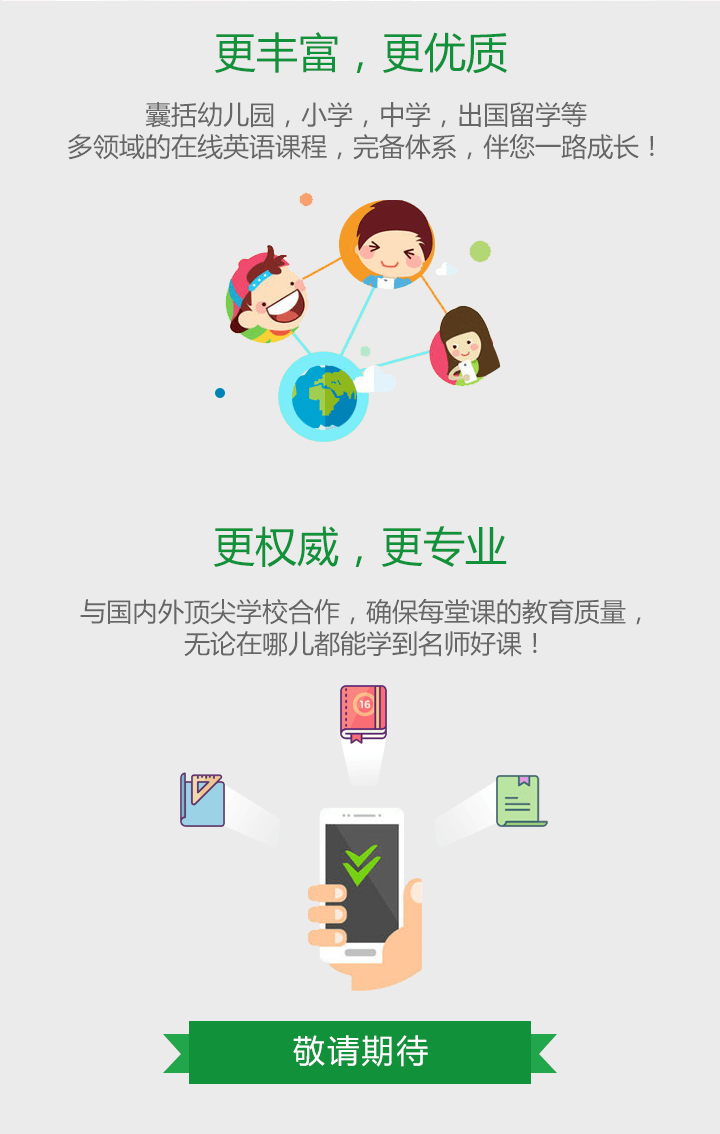 更丰富，更优质
囊括幼儿园，小学，中学，出国留学等
多领域的在线英语课程，完备体系，伴您一路成长！
更权威，更专业
与国内外顶尖学校合作，确保每堂课的教育质量，
无论在哪儿都能学到名师好课！
16
敬请期待